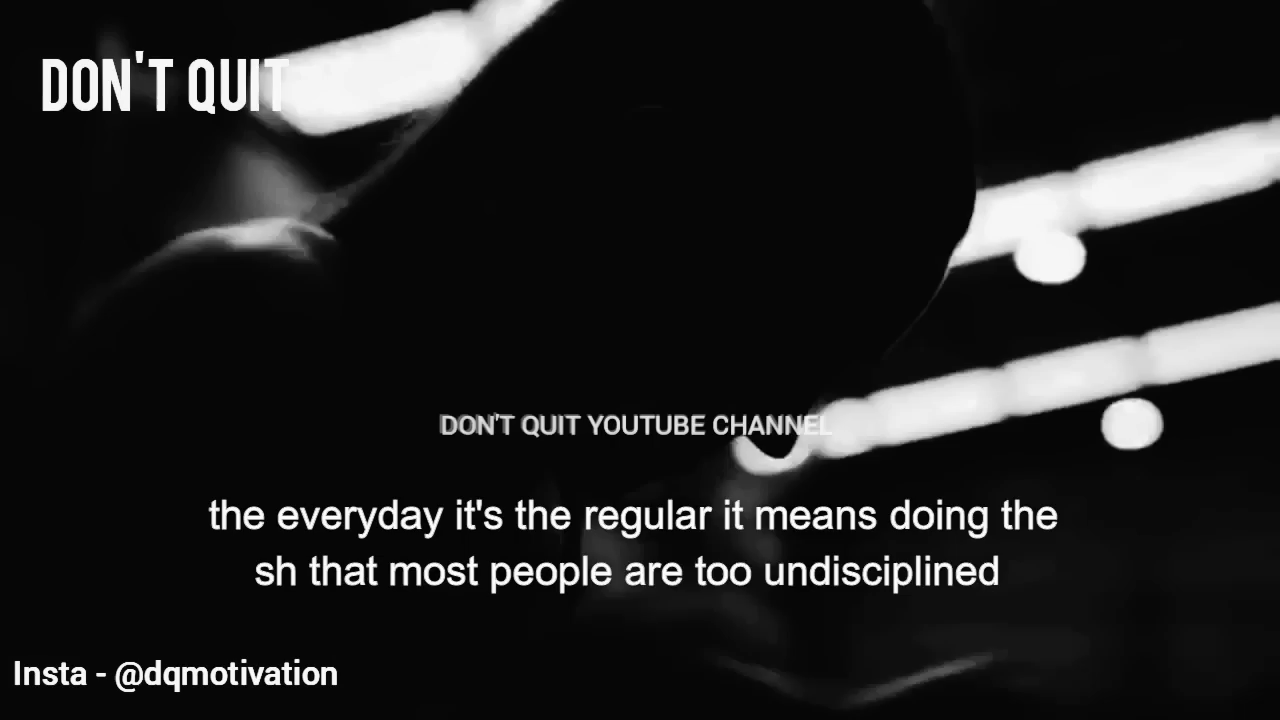 DON'T QUIT
DON'T QUIT YOUTUBE CHANNEL
the everyday it's the regular it means doing the
sh that most people are too undisciplined
Insta - @dqmotivation